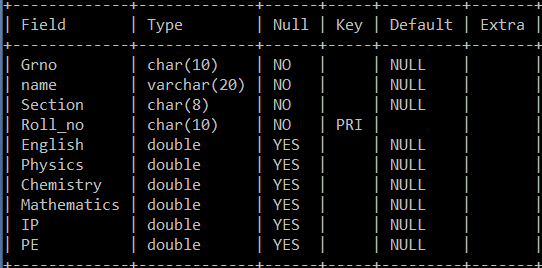 +-------------+-------------+------+-----+---------+-------+
| Field       | Type        | Null | Key | Default | Extra |
+-------------+-------------+------+-----+---------+-------+
| Grno        | char(10)    | NO   |     | NULL    |       |
| name        | varchar(20) | NO   |     | NULL    |       |
| Section     | char(8)     | NO   |     | NULL    |       |
| Roll_no     | char(10)    | NO   | PRI |         |       |
| English     | double      | YES  |     | NULL    |       |
| Physics     | double      | YES  |     | NULL    |       |
| Chemistry   | double      | YES  |     | NULL    |       |
| Mathematics | double      | YES  |     | NULL    |       |
| IP          | double      | YES  |     | NULL    |       |
| PE          | double      | YES  |     | NULL    |       |